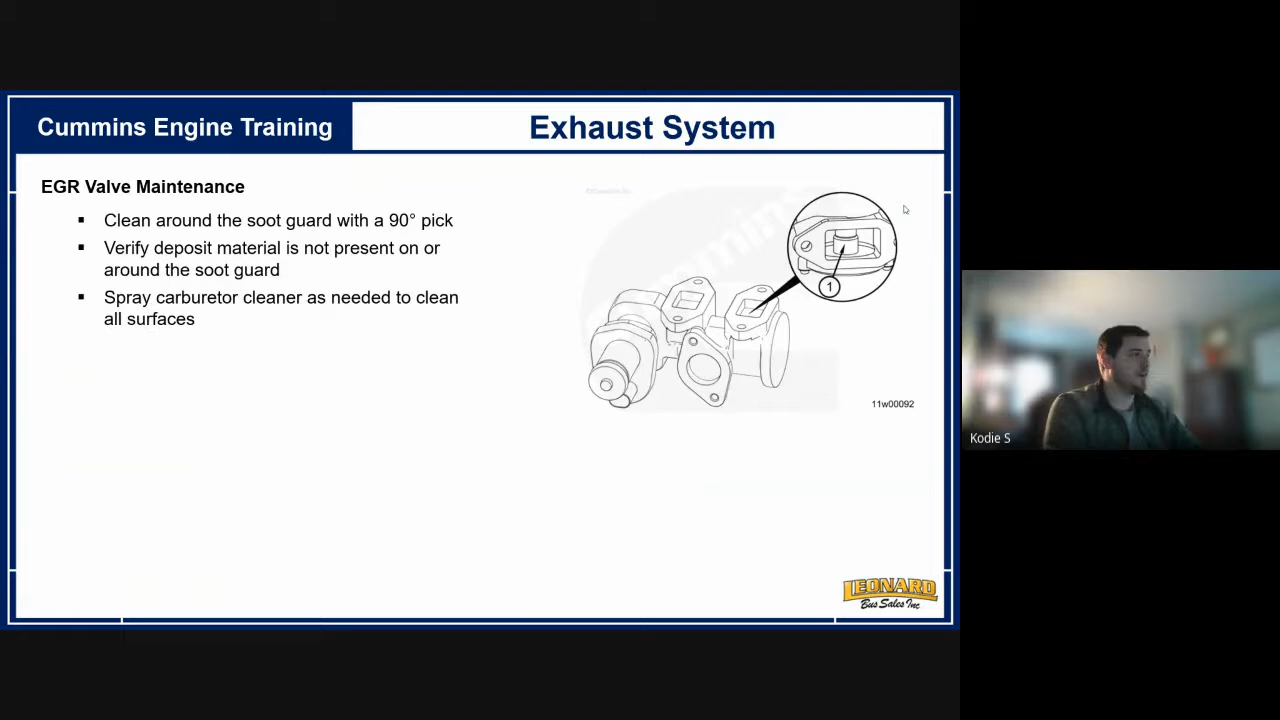 Cummins Engine Training
Exhaust System
EGR Valve Maintenance
▪ Clean around the soot guard with a 90° pick
▪ Verify deposit material is not present on or
around the soot guard
▪ Spray carburetor cleaner as needed to clean
all surfaces
1
11w00092
LEONARD
Bus Sales Inc
Kodie S